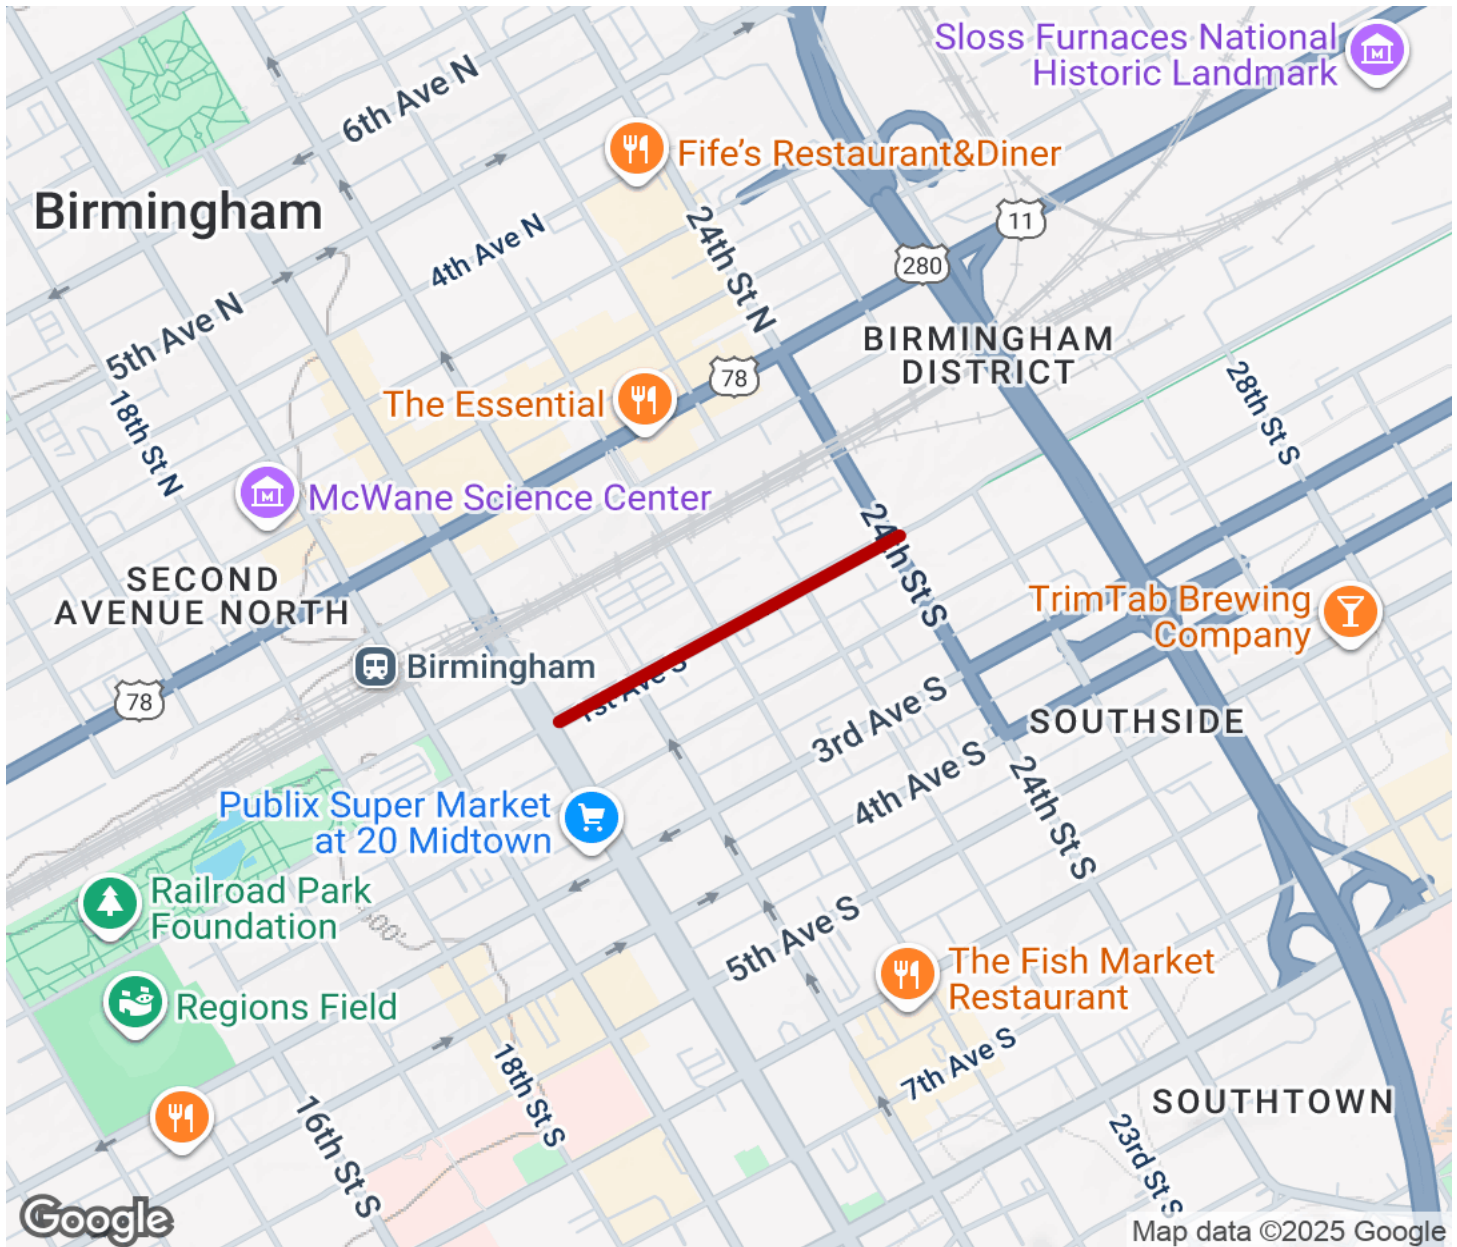 Sloss Furnaces National
Historic Landmark
6th Ave N
Fife's Restaurant&Diner
Birmingham
24th St N
11
4th Ave N
280
5th Ave N
BIRMINGHAM
DISTRICT
78
28th St S
18th St N
The Essential
McWane Science Center
24th St S
SECOND
AVENUE NORTH
TrimTab Brewing
Company
Birmingham
1st Ave S
78
3rd Ave S
SOUTHSIDE
4th Ave S
24th St S
Publix Super Market
at 20 Midtown
Railroad Park
Foundation
5th Ave S
The Fish Market
Restaurant
Regions Field
7th Ave S
18th St S
16th St S
SOUTHTOWN
23rd St S
Google
Map data ©2025 Google